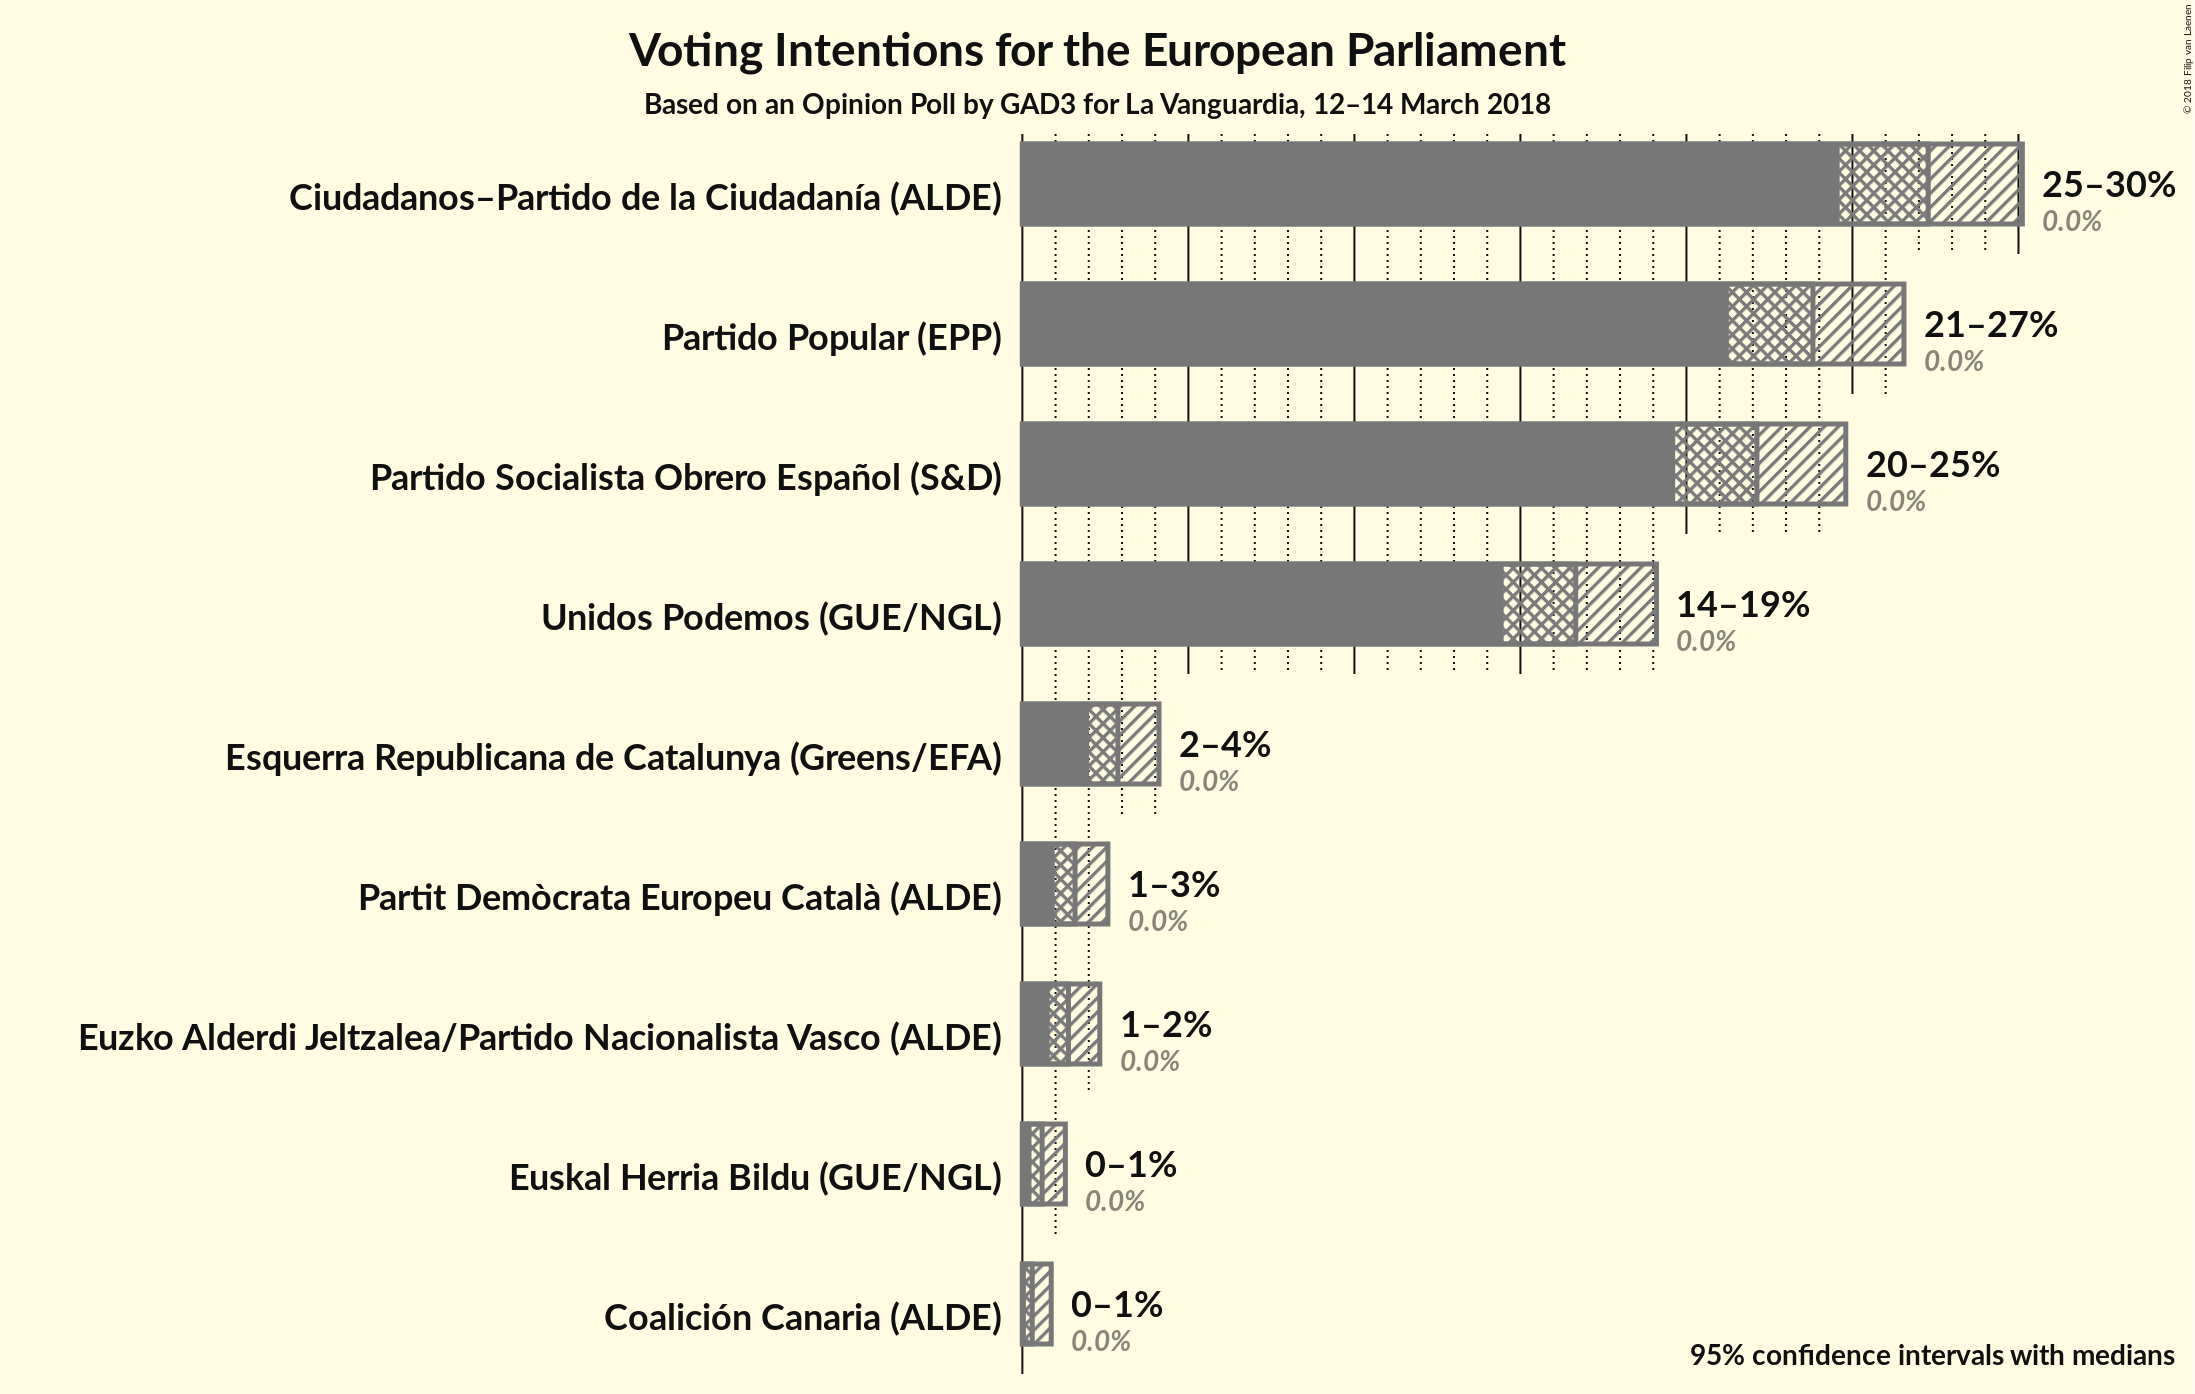 Voting Intentions for the European Parliament
Based on an Opinion Poll by GAD3 for La Vanguardia, 12–14 March 2018
© 2018 Filip van Laenen
Ciudadanos–Partido de la Ciudadanía (ALDE)
25–30%
0.0%
Partido Popular (EPP)
21–27%
0.0%
Partido Socialista Obrero Español (S&D)
20–25%
0.0%
Unidos Podemos (GUE/NGL)
14–19%
0.0%
Esquerra Republicana de Catalunya (Greens/EFA)
2–4%
0.0%
Partit Demòcrata Europeu Català (ALDE)
1–3%
0.0%
Euzko Alderdi Jeltzalea/Partido Nacionalista Vasco (ALDE)
1–2%
0.0%
Euskal Herria Bildu (GUE/NGL)
0–1%
0.0%
Coalición Canaria (ALDE)
0–1%
0.0%
95% confidence intervals with medians